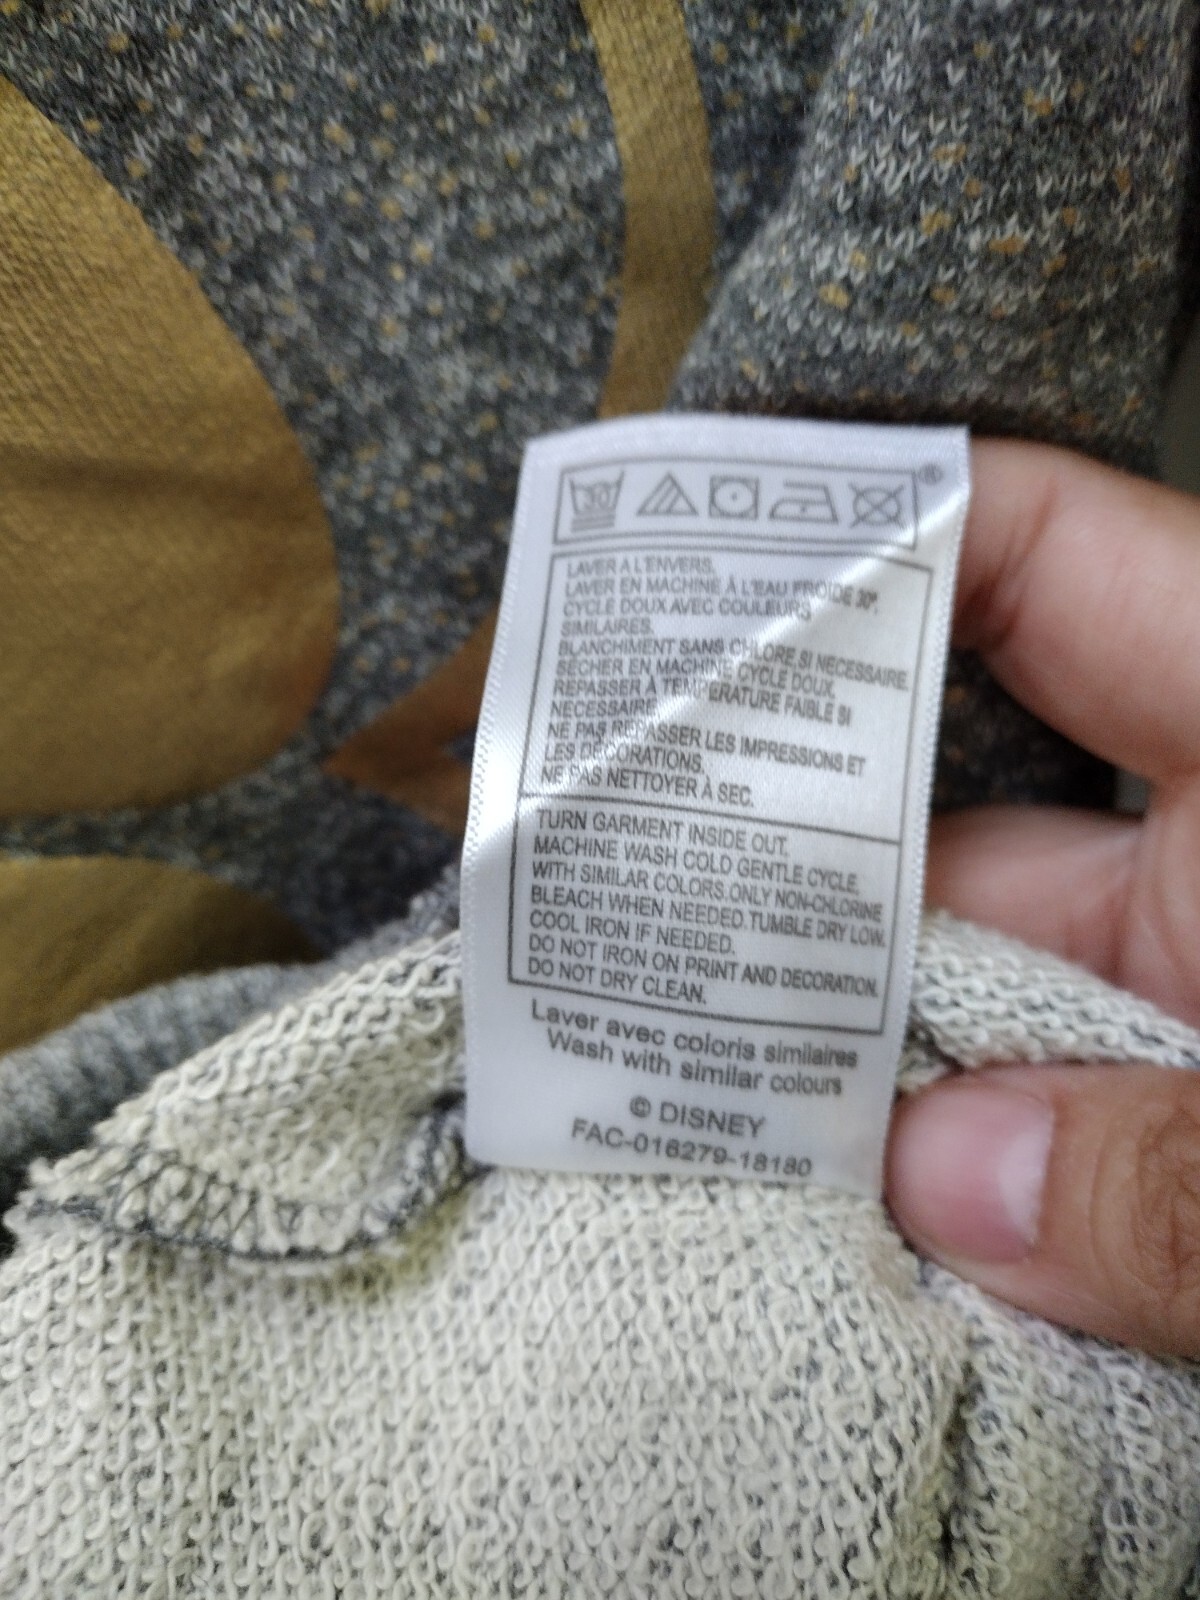 30
®
LAVER A L'ENVERS.
LAVER EN MACHINE À L'EAU FROIDE 30°.
CYCLE DOUX AVEC COULEURS
SIMILAIRES.
BLANCHIMENT SANS CHLORE,SI NECESSAIRE.
SÉCHER EN MACHINE CYCLE DOUX.
REPASSER À TEMPÉRATURE FAIBLE SI
NECESSAIRE.
NE PAS REPASSER LES IMPRESSIONS ET
LES DÉCORATIONS.
NE PAS NETTOYER À SEC.
TURN GARMENT INSIDE OUT.
MACHINE WASH COLD GENTLE CYCLE,
WITH SIMILAR COLORS.ONLY NON-CHLORINE
BLEACH WHEN NEEDED.TUMBLE DRY LOW.
COOL IRON IF NEEDED.
DO NOT IRON ON PRINT AND DECORATION.
DO NOT DRY CLEAN.
Laver avec coloris similaires
Wash with similar colours
© DISNEY
FAC-016279-18180